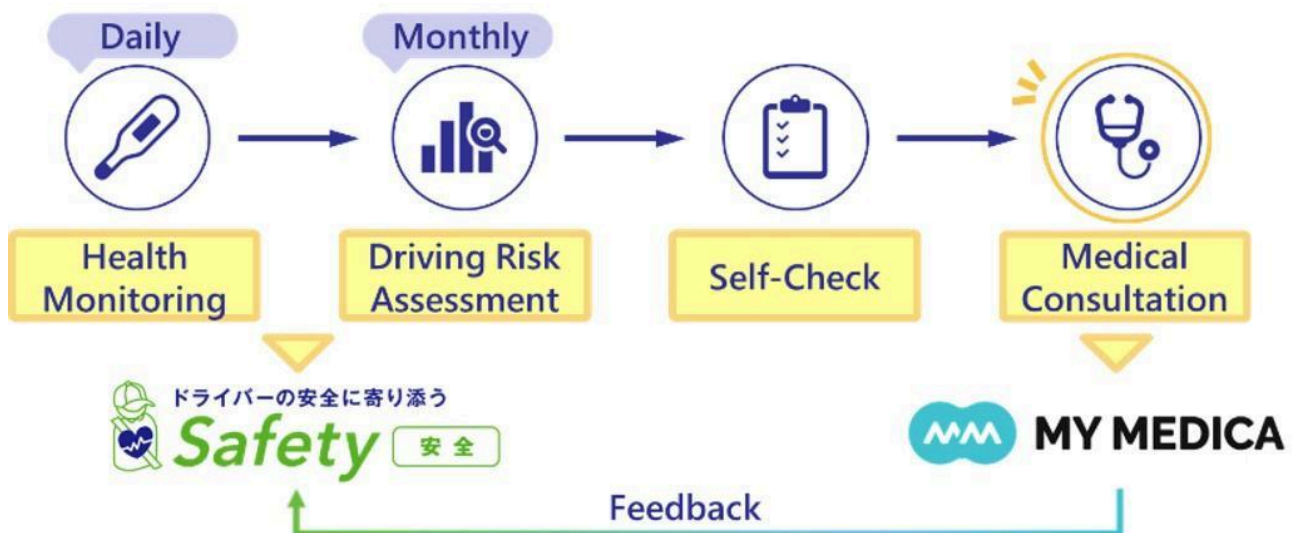 Daily
Monthly
Health
Monitoring
Driving Risk
Assessment
Self-Check
Medical
Consultation
ドライバーの安全に寄り添う
Safety 安全
MY MEDICA
Feedback